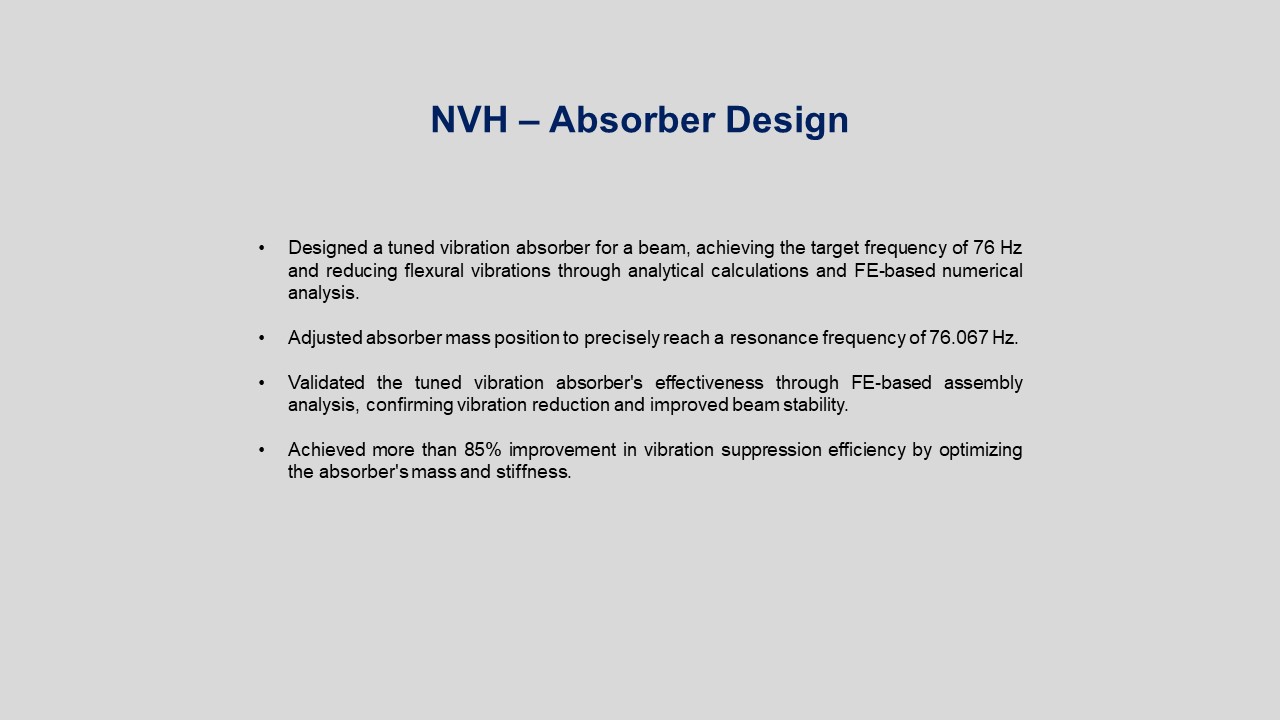 NVH – Absorber Design
• Designed a tuned vibration absorber for a beam, achieving the target frequency of 76 Hz
and reducing flexural vibrations through analytical calculations and FE-based numerical
analysis.
• Adjusted absorber mass position to precisely reach a resonance frequency of 76.067 Hz.
• Validated the tuned vibration absorber's effectiveness through FE-based assembly
analysis, confirming vibration reduction and improved beam stability.
• Achieved more than 85% improvement in vibration suppression efficiency by optimizing
the absorber's mass and stiffness.